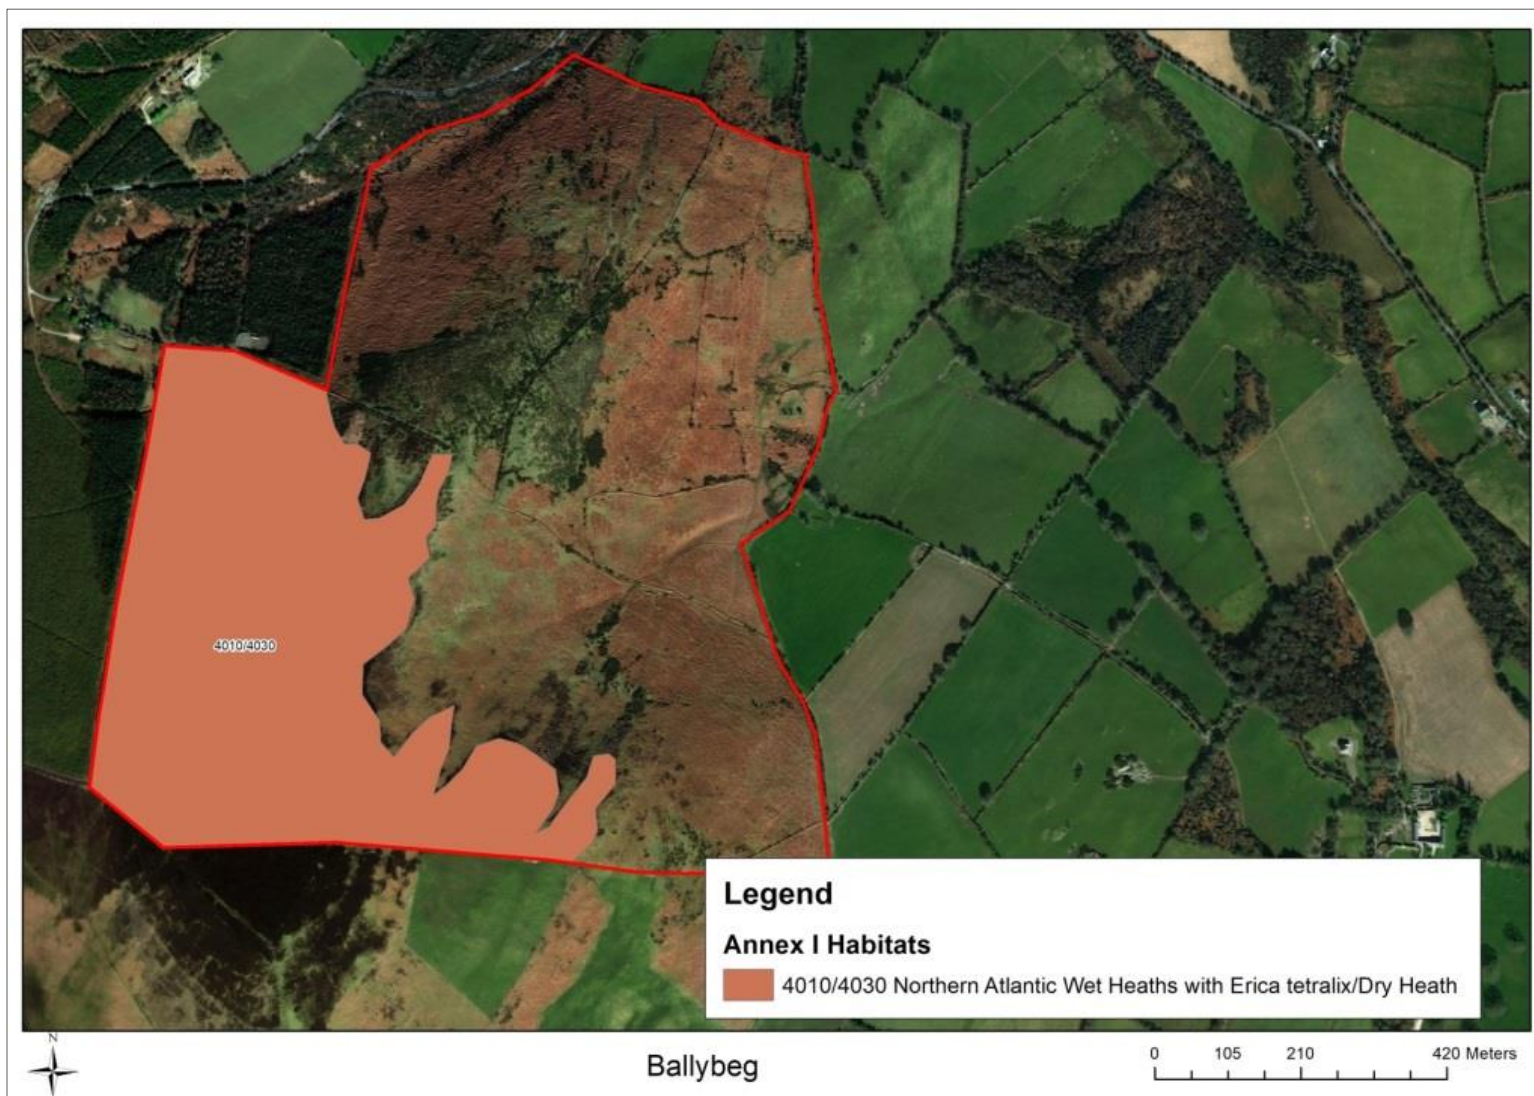 4010/4030
Legend
Annex I Habitats
4010/4030 Northern Atlantic Wet Heaths with Erica tetralix/Dry Heath
N
Ballybeg
0 105 210 420 Meters